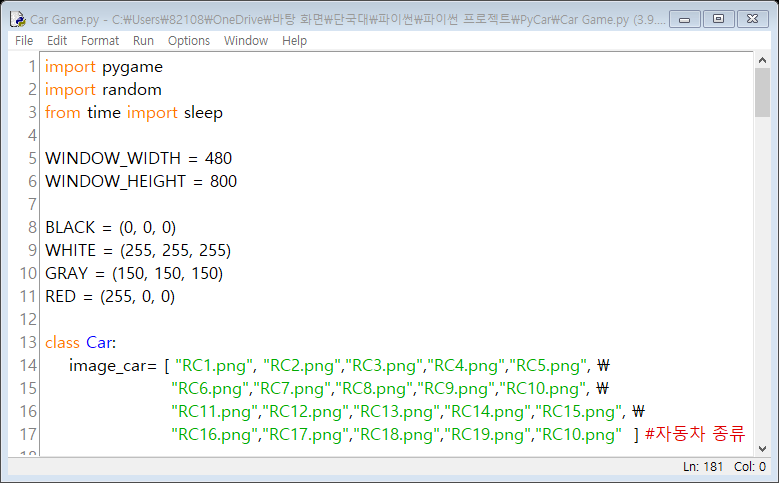 Car Game.py - C:₩Users₩82108₩OneDrive₩바탕 화면₩단국대₩파이썬₩파이썬 프로젝트₩PyCar₩Car Game.py (3.9....
File Edit Format Run Options Window Help
1 import pygame
2 import random
3 from time import sleep
4
5 WINDOW_WIDTH = 480
6 WINDOW_HEIGHT = 800
7
8 BLACK = (0, 0, 0)
9 WHITE = (255, 255, 255)
10 GRAY = (150, 150, 150)
11 RED = (255, 0, 0)
12
13 class Car:
14 image_car= [ "RC1.png", "RC2.png","RC3.png","RC4.png","RC5.png", ₩
15 "RC6.png","RC7.png","RC8.png","RC9.png","RC10.png", ₩
16 "RC11.png","RC12.png","RC13.png","RC14.png","RC15.png", ₩
17 "RC16.png","RC17.png","RC18.png","RC19.png","RC10.png" ] #자동차 종류
Ln: 181 Col: 0